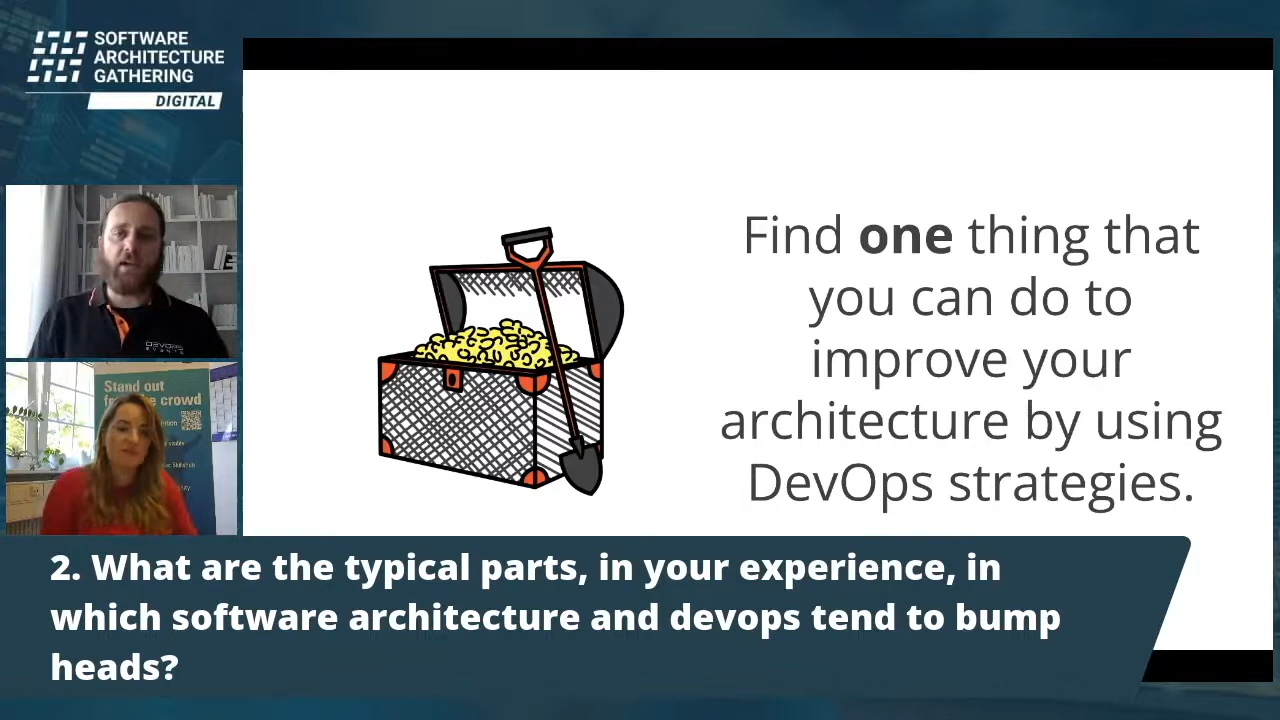 SOFTWARE
ARCHITECTURE
GATHERING
DIGITAL
Find one thing that
you can do to
improve your
architecture by using
DevOps strategies.
DEVOPS
Stand out
crowd
2. What are the typical parts, in your experience, in
which software architecture and devops tend to bump
heads?